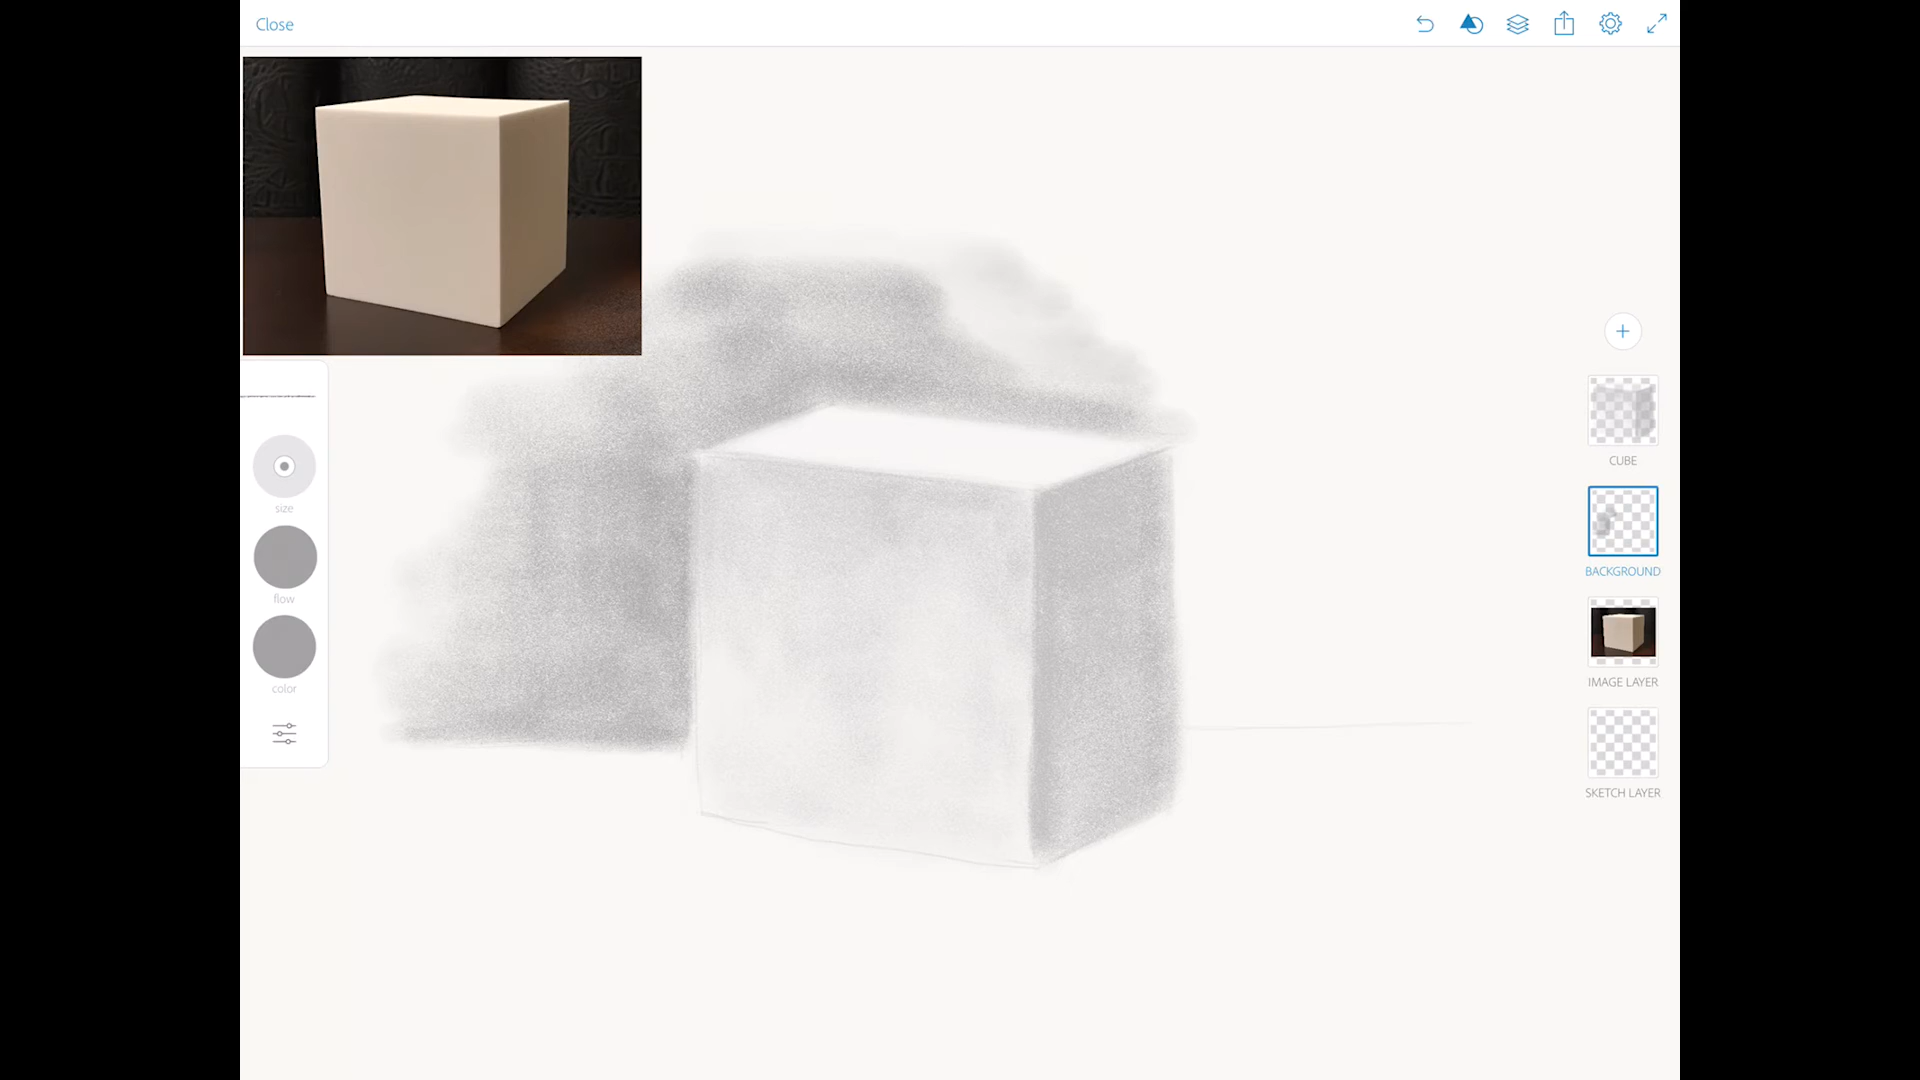 Close
size
flow
color
CUBE
BACKGROUND
IMAGE LAYER
SKETCH LAYER